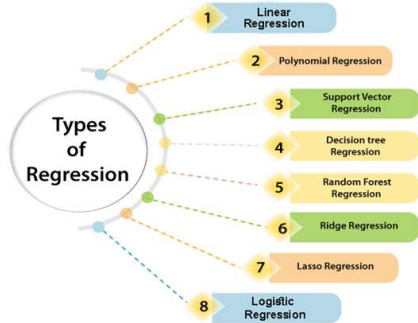 Types
of
Regression
1
Linear
Regression
2
Polynomial Regression
3
Support Vector
Regression
4
Decision tree
Regression
5
Random Forest
Regression
6
Ridge Regression
7
Lasso Regression
8
Logistic
Regression